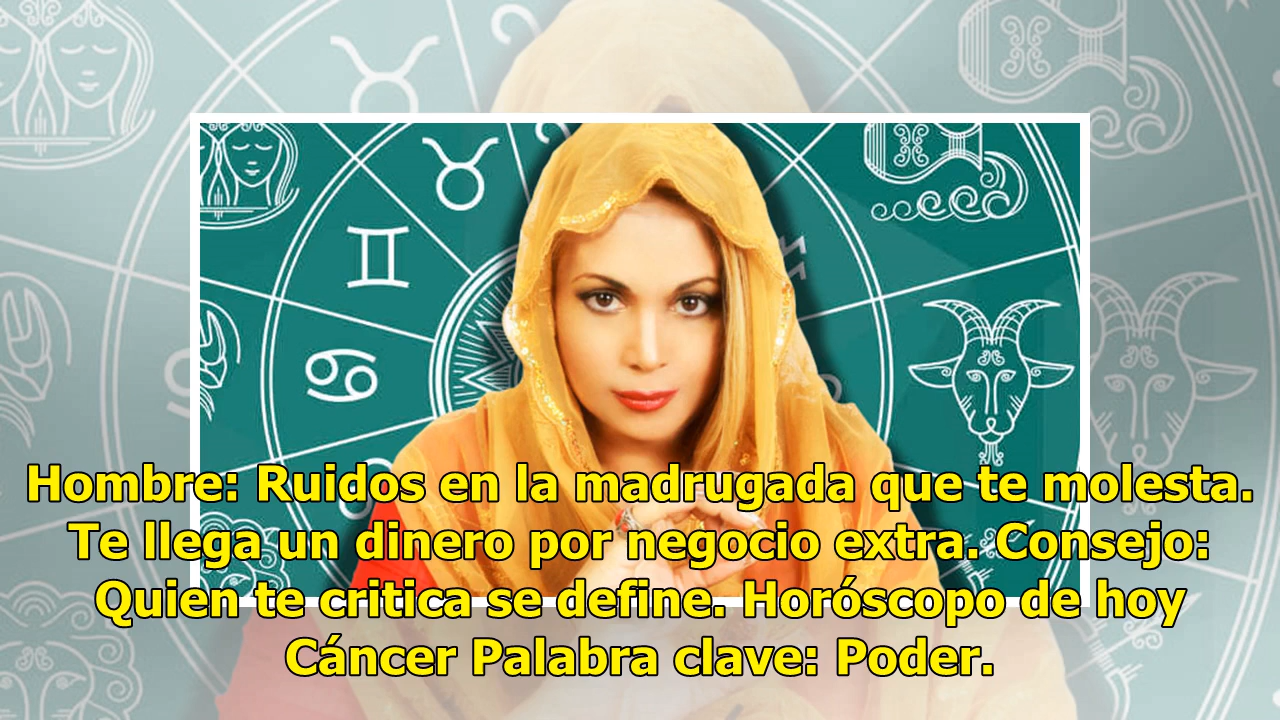 Hombre: Ruidos en la madrugada que te molesta.
Te llega un dinero por negocio extra. Consejo:
Quien te critica se define. Horóscopo de hoy
Cáncer Palabra clave: Poder.